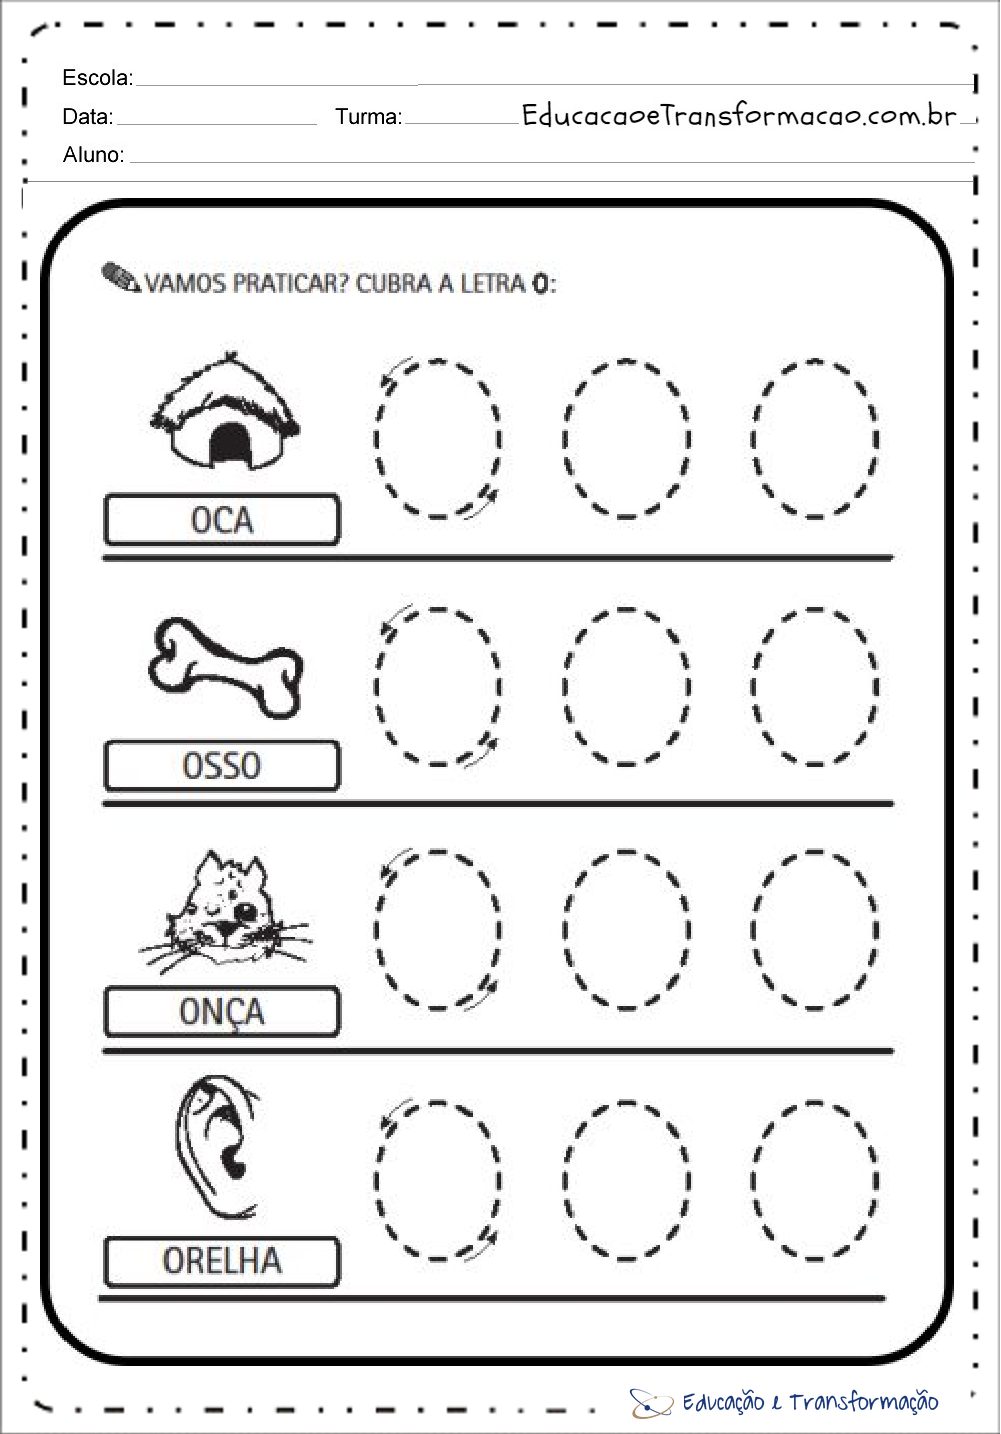 Escola:
Data: Turma: EducacaoeTransformacao.com.br
Aluno:
VAMOS PRATICAR? CUBRA A LETRA O:
OCA
OSSO
ONÇA
ORELHA
Educação e Transformação